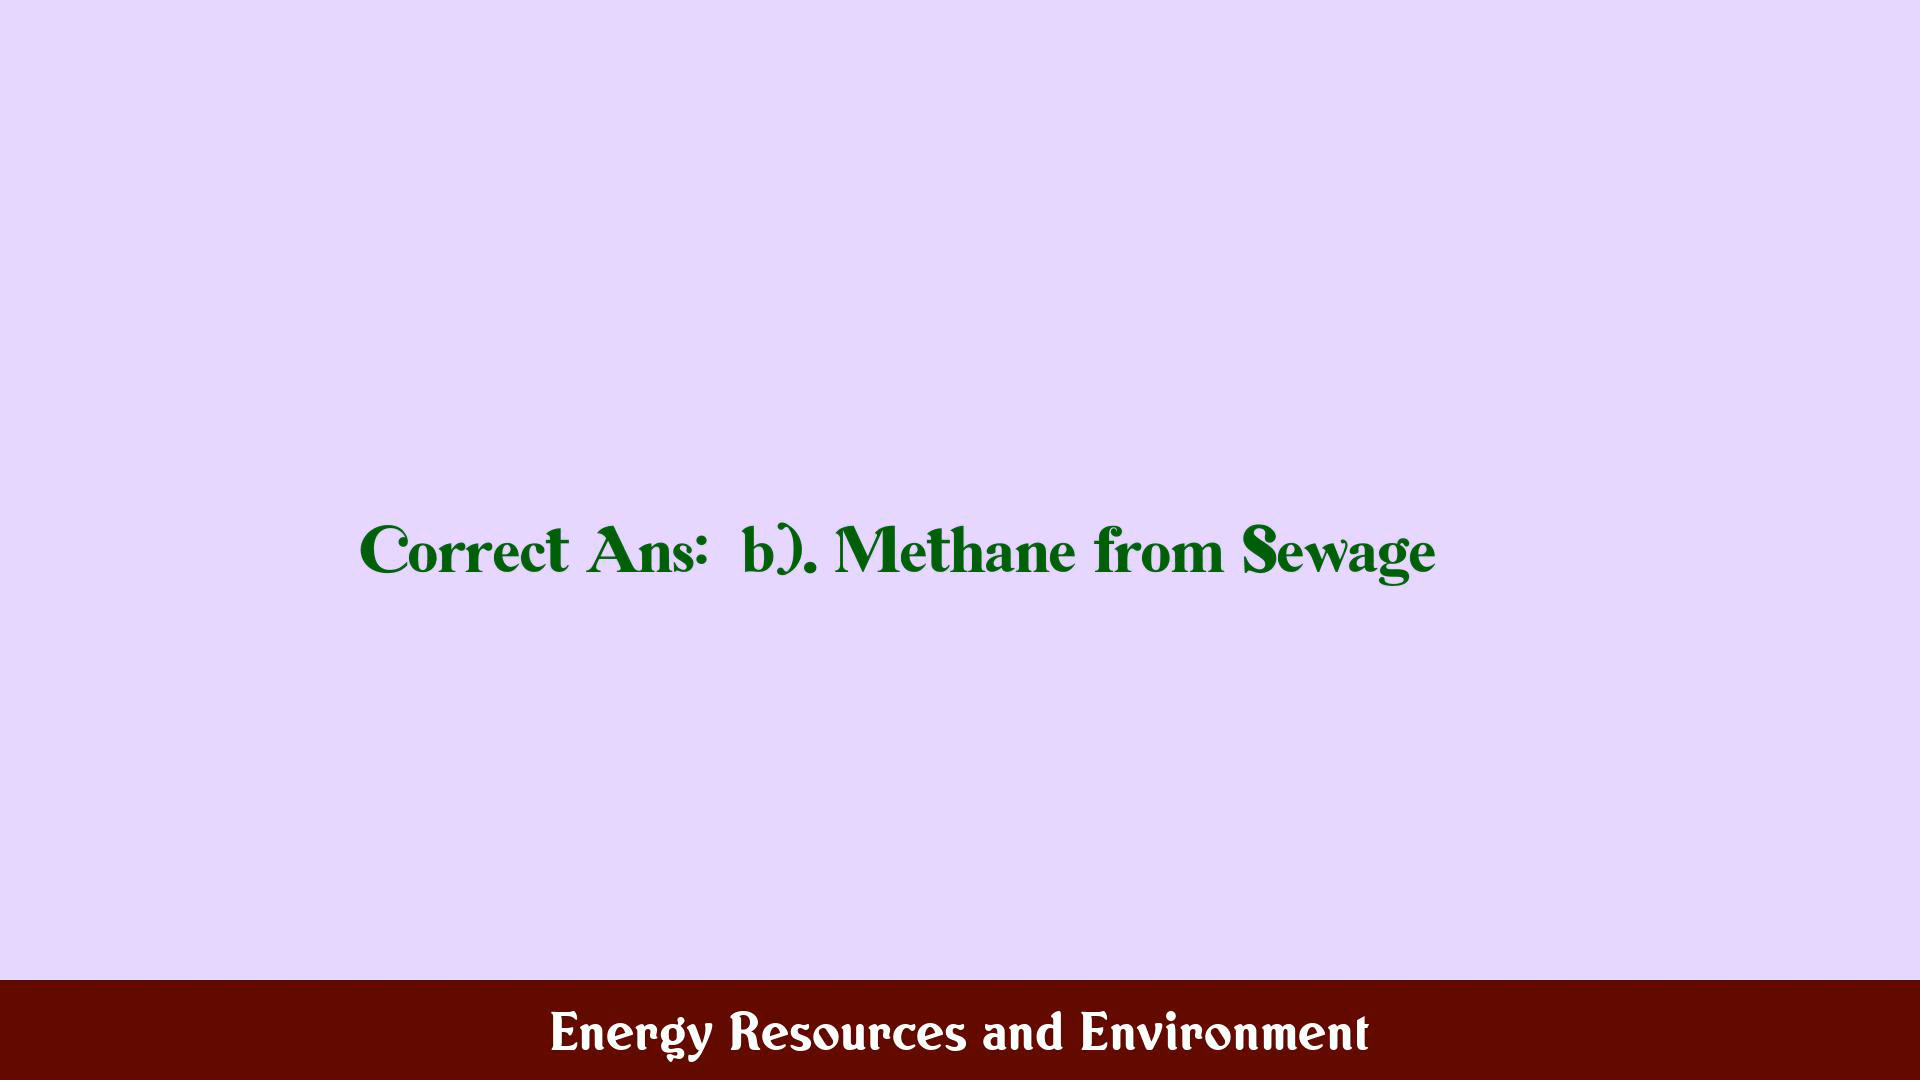 Correct Ans: b). Methane from Sewage
Energy Resources and Environment